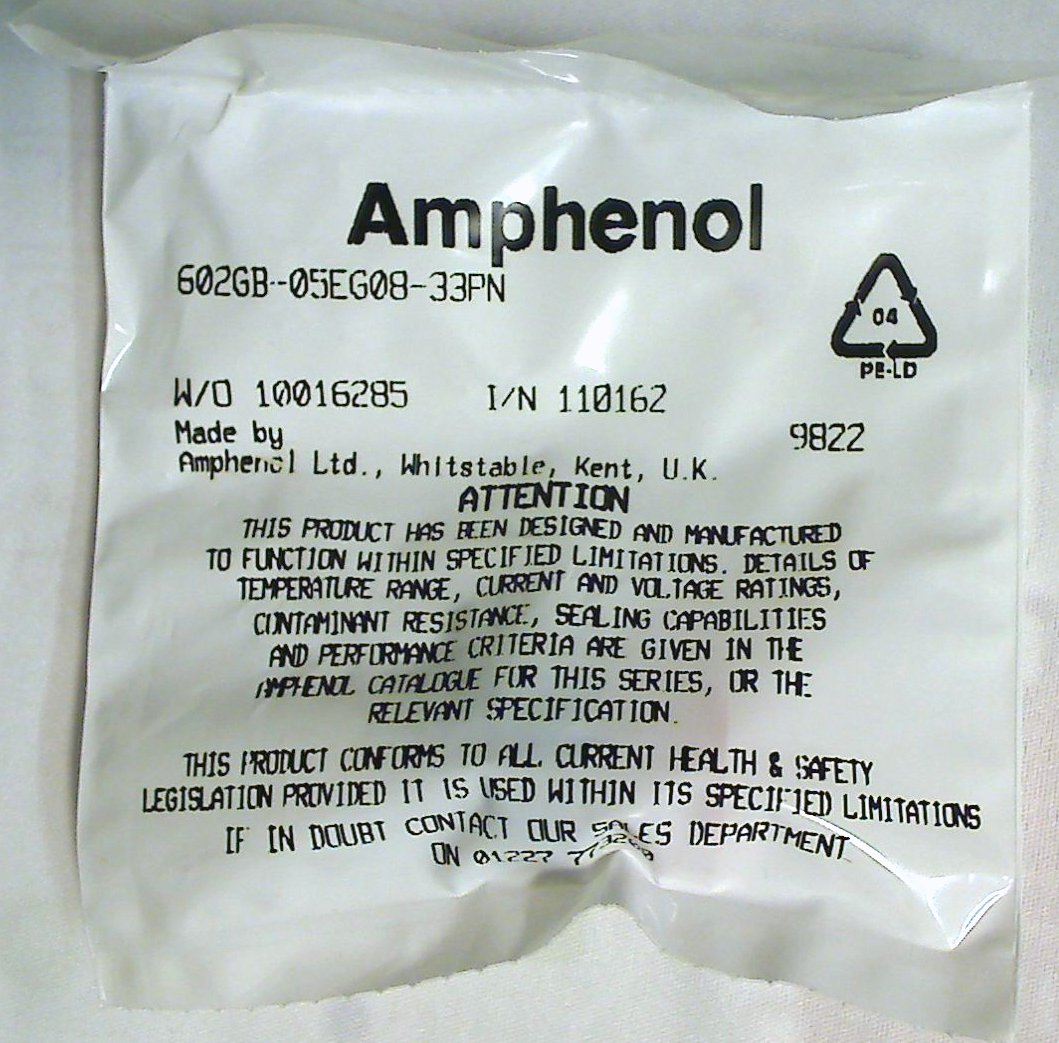 Amphenol
602GB-05EG08-33PN
04
PE-LD
W/O 10016285 I/N 110162
Made by 9822
Amphenol Ltd., Whitstable, Kent, U.K.
ATTENTION
THIS PRODUCT HAS BEEN DESIGNED AND MANUFACTURED
TO FUNCTION WITHIN SPECIFIED LIMITATIONS. DETAILS OF
TEMPERATURE RANGE, CURRENT AND VOLTAGE RATINGS,
CONTAMINANT RESISTANCE, SEALING CAPABILITIES
AND PERFORMANCE CRITERIA ARE GIVEN IN THE
AMPHENOL CATALOGUE FOR THIS SERIES, OR THE
RELEVANT SPECIFICATION.
THIS PRODUCT CONFORMS TO ALL CURRENT HEALTH & SAFETY
LEGISLATION PROVIDED IT IS USED WITHIN ITS SPECIFIED LIMITATIONS
IF IN DOUBT CONTACT OUR SALES DEPARTMENT
ON 01227